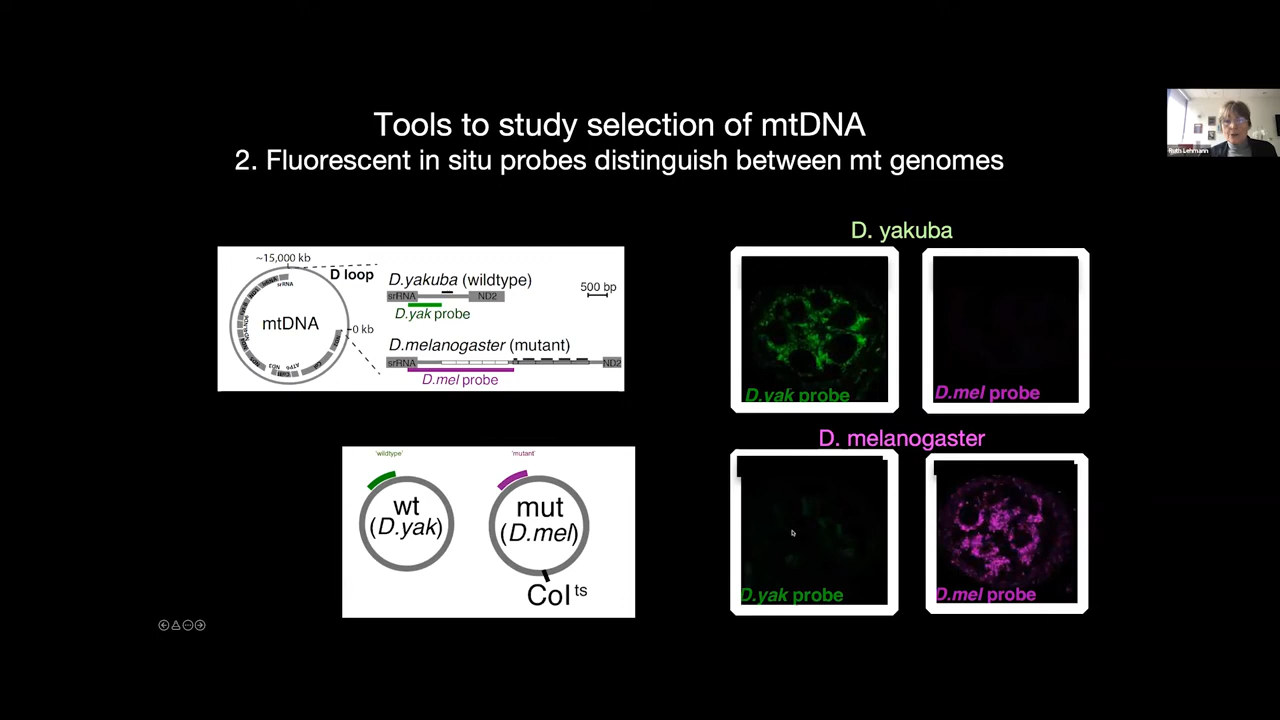 Tools to study selection of mtDNA
2. Fluorescent in situ probes distinguish between mt genomes
Ruth Lehmann
~15,000 kb
D loop
srRNA
mtDNA
0 kb
ND3
D.yakuba (wildtype)
srRNA
ND2
500 bp
D.yak probe
D.melanogaster (mutant)
srRNA
ND2
D.mel probe
'wildtype'
wt
(D.yak)
'mutant'
mut
(D.mel)
Col ts
D. yakuba
D.yak probe
D.mel probe
D. melanogaster
D.yak probe
D.mel probe